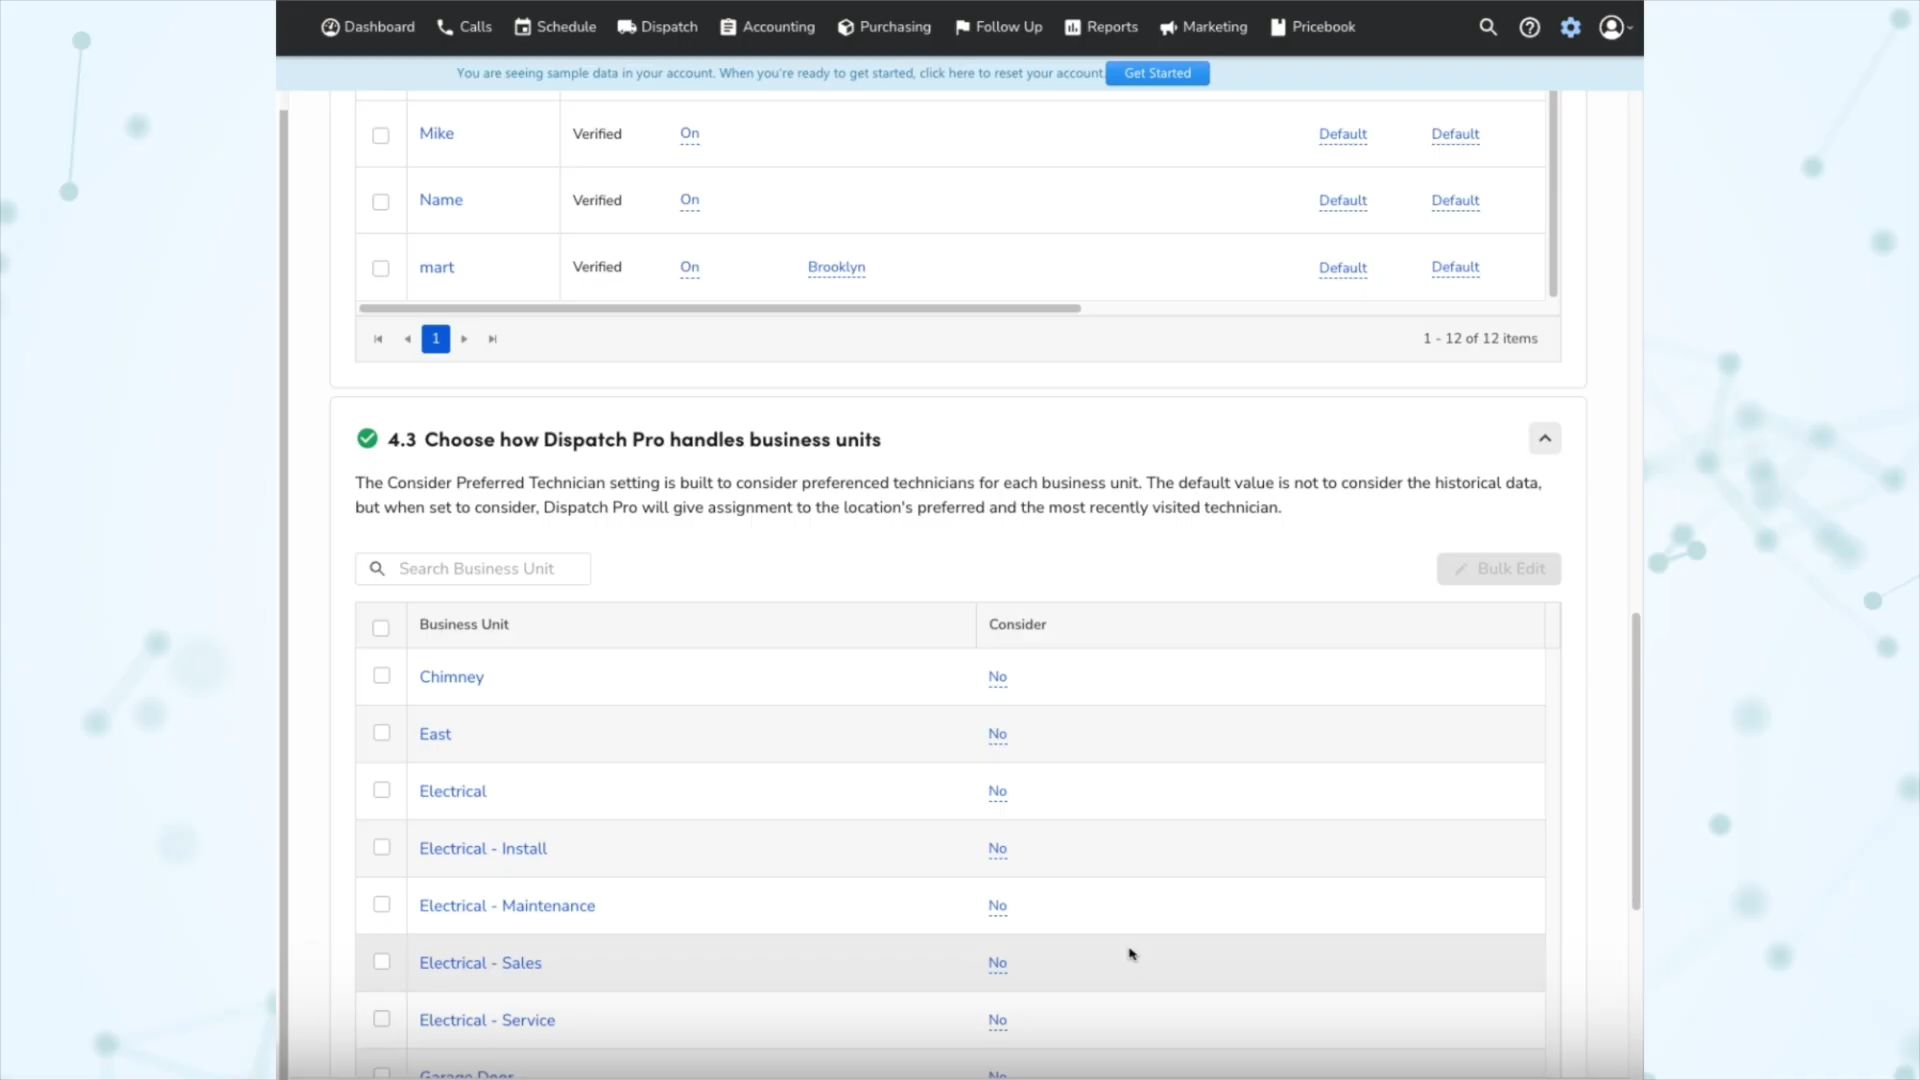 Dashboard Calls Schedule Dispatch Accounting Purchasing Follow Up Reports Marketing Pricebook
You are seeing sample data in your account. When you're ready to get started, click here to reset your account. Get Started
Mike Verified On Default Default
Name Verified On Default Default
mart Verified On Brooklyn Default Default
1 1 - 12 of 12 items
4.3 Choose how Dispatch Pro handles business units
The Consider Preferred Technician setting is built to consider preferenced technicians for each business unit. The default value is not to consider the historical data,
but when set to consider, Dispatch Pro will give assignment to the location's preferred and the most recently visited technician.
Search Business Unit Bulk Edit
Business Unit Consider
Chimney No
East No
Electrical No
Electrical - Install No
Electrical - Maintenance No
Electrical - Sales No
Electrical - Service No
Garage Door No